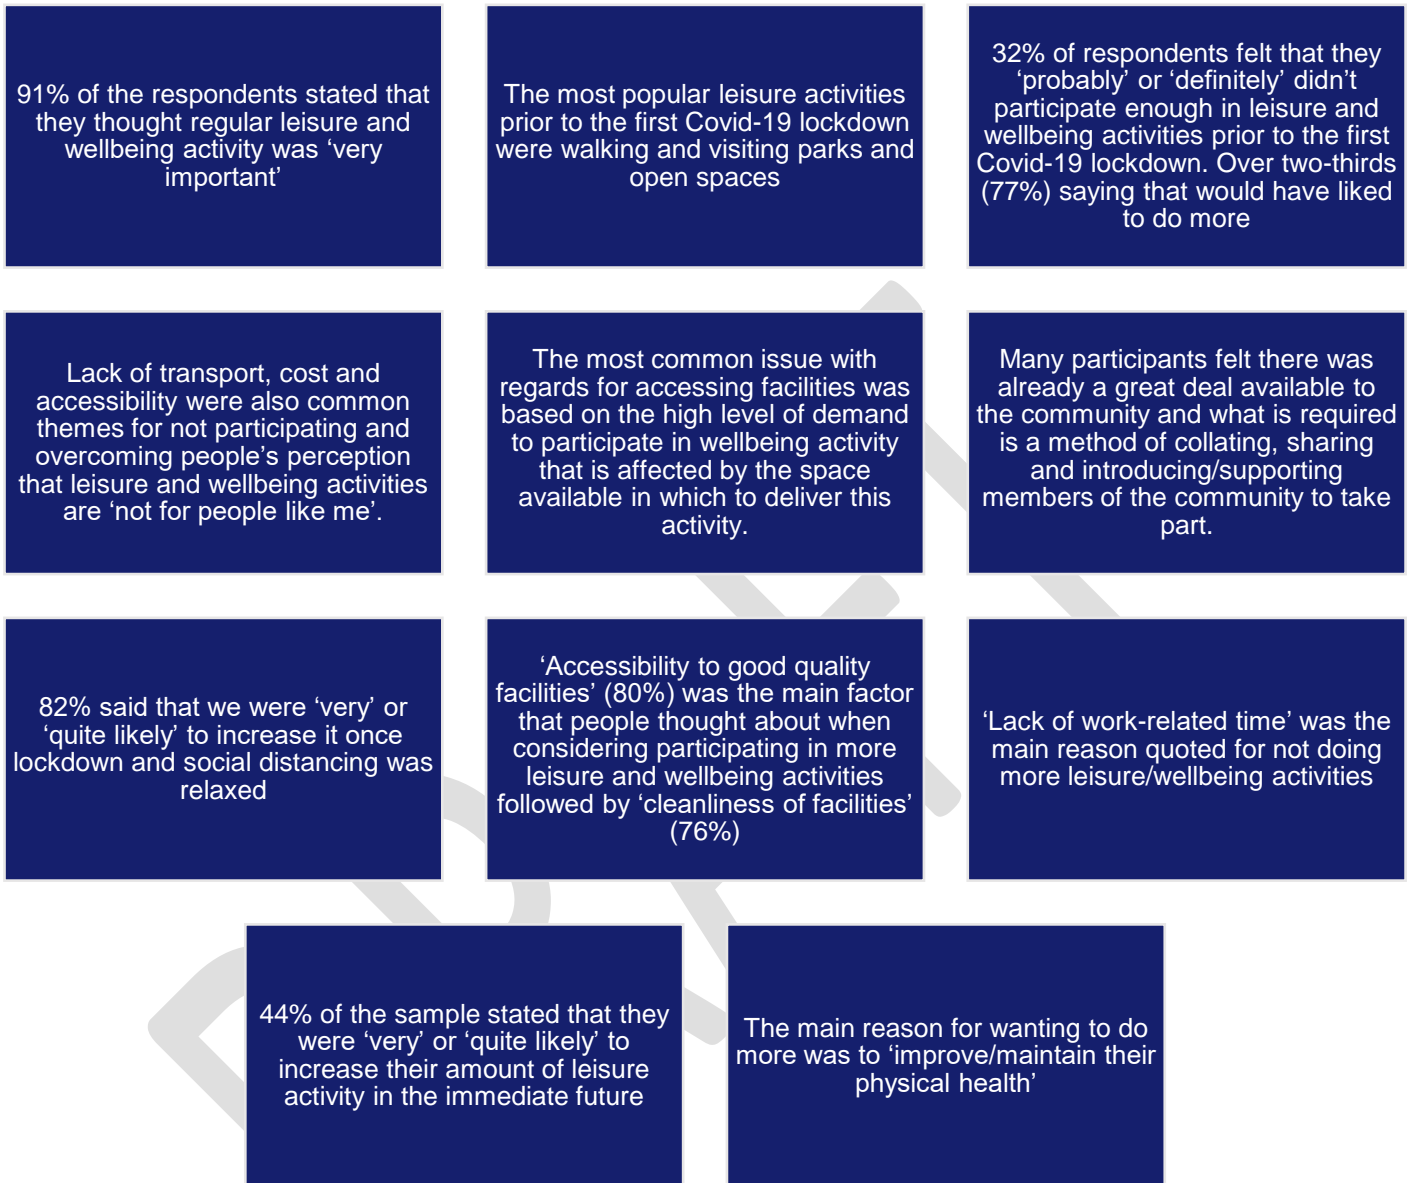 91% of the respondents stated that
they thought regular leisure and
wellbeing activity was ‘very
important’
The most popular leisure activities
prior to the first Covid-19 lockdown
were walking and visiting parks and
open spaces
32% of respondents felt that they
‘probably’ or ‘definitely’ didn’t
participate enough in leisure and
wellbeing activities prior to the first
Covid-19 lockdown. Over two-thirds
(77%) saying that would have liked
to do more
Lack of transport, cost and
accessibility were also common
themes for not participating and
overcoming people’s perception
that leisure and wellbeing activities
are ‘not for people like me’.
The most common issue with
regards for accessing facilities was
based on the high level of demand
to participate in wellbeing activity
that is affected by the space
available in which to deliver this
activity.
Many participants felt there was
already a great deal available to
the community and what is required
is a method of collating, sharing
and introducing/supporting
members of the community to take
part.
82% said that we were ‘very’ or
‘quite likely’ to increase it once
lockdown and social distancing was
relaxed
‘Accessibility to good quality
facilities’ (80%) was the main factor
that people thought about when
considering participating in more
leisure and wellbeing activities
followed by ‘cleanliness of facilities’
(76%)
‘Lack of work-related time’ was the
main reason quoted for not doing
more leisure/wellbeing activities
44% of the sample stated that they
were ‘very’ or ‘quite likely’ to
increase their amount of leisure
activity in the immediate future
The main reason for wanting to do
more was to ‘improve/maintain their
physical health’